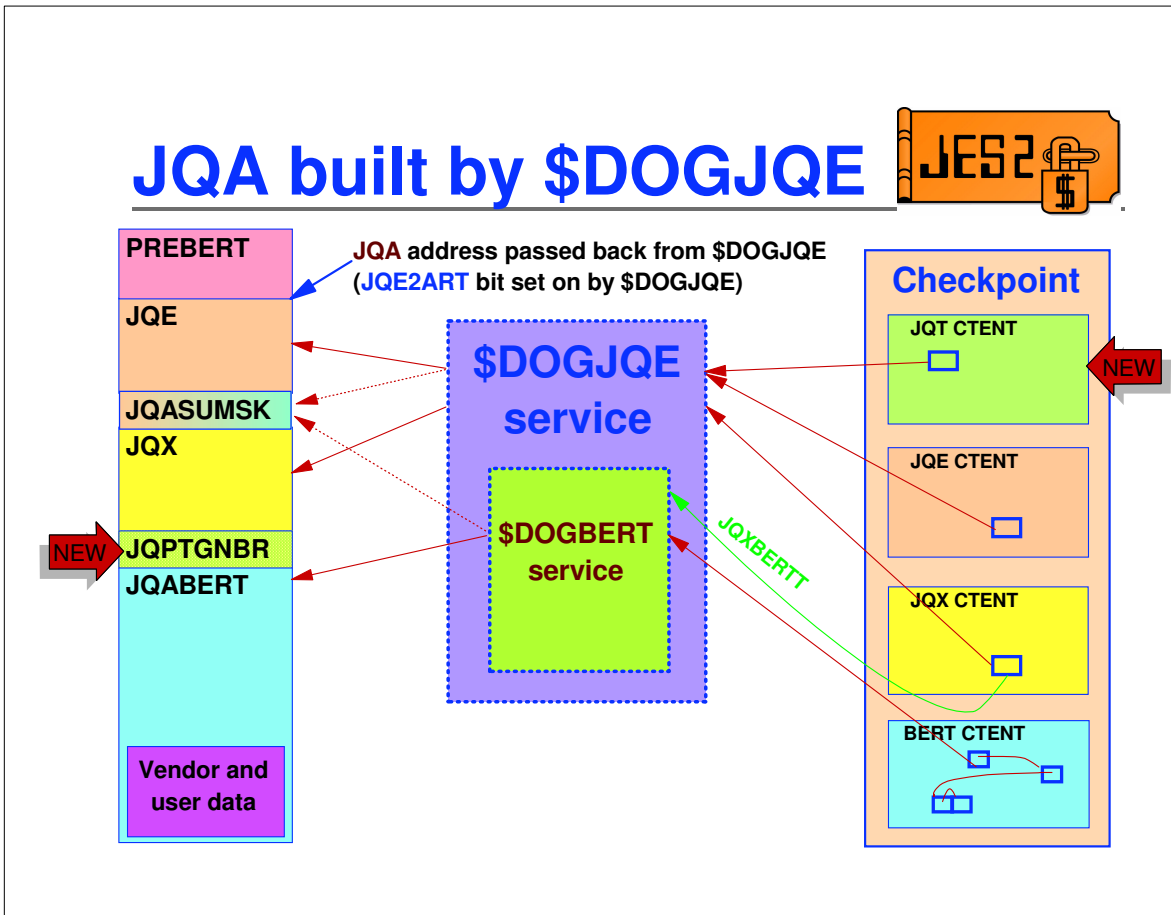 JQA built by $DOGJQE
JES2
$
PREBERT
JQA address passed back from $DOGJQE
(JQE2ART bit set on by $DOGJQE)
JQE
JQASUMSK
JQX
NEW
JQPTGNBR
JQABERT
Vendor and
user data
$DOGJQE
service
$DOGBERT
service
JQXBERTT
Checkpoint
JQT CTENT
NEW
JQE CTENT
JQX CTENT
BERT CTENT